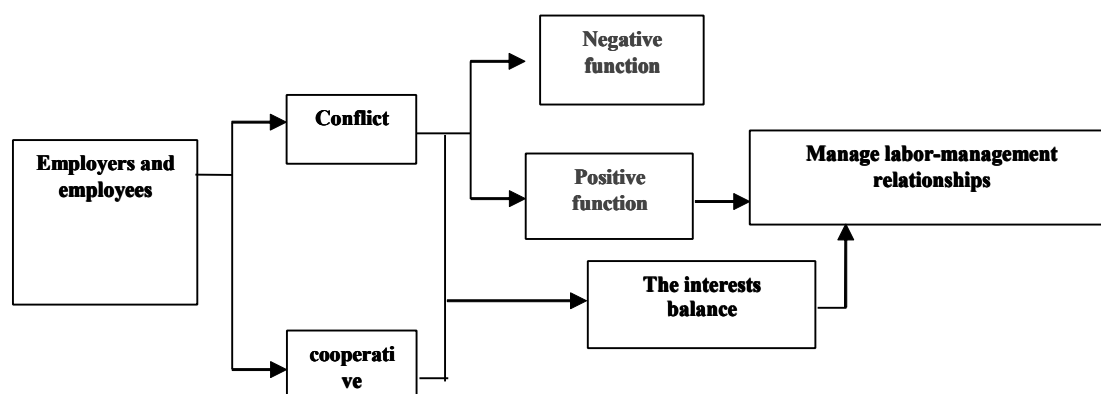 Employers and
employees
Conflict
cooperati
ve
Negative
function
Positive
function
The interests
balance
Manage labor-management
relationships